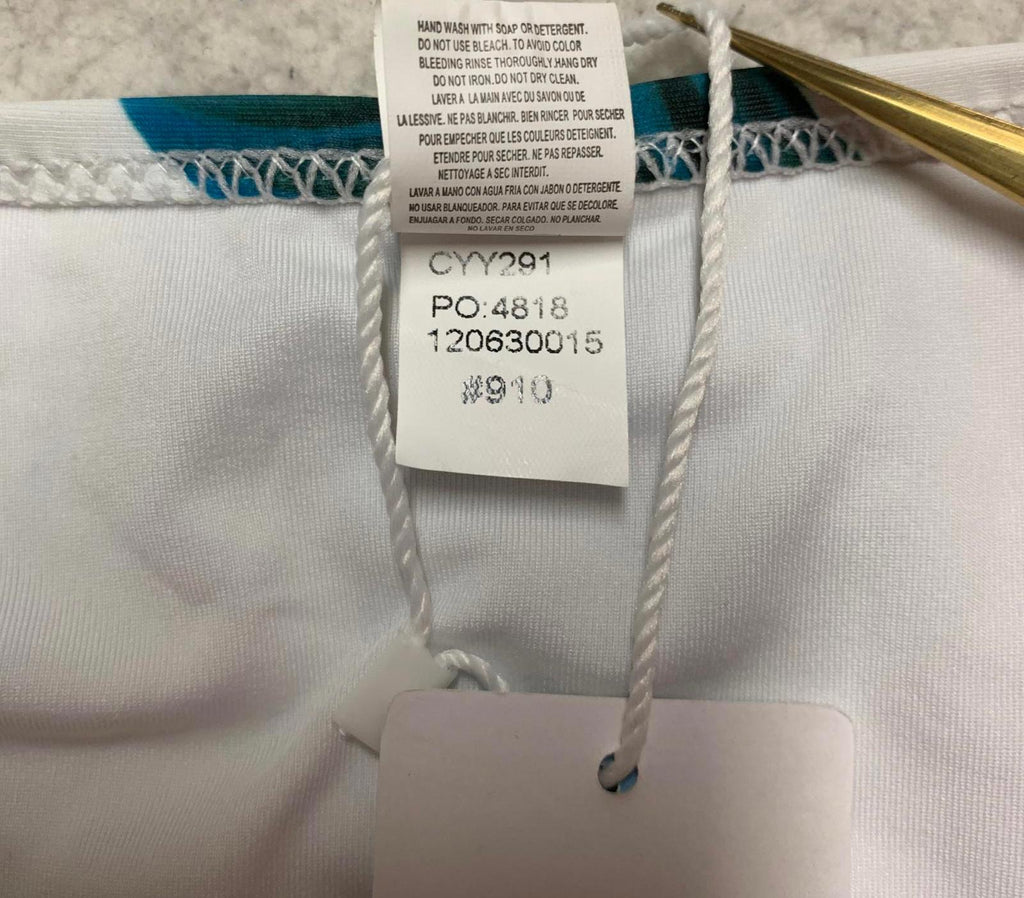 HAND WASH WITH SOAP OR DETERGENT.
DO NOT USE BLEACH. TO AVOID COLOR
BLEEDING RINSE THOROUGHLY.HANG DRY
DO NOT IRON.DO NOT DRY CLEAN.
LAVER A LA MAIN AVEC DU SAVON OU DE
LA LESSIVE. NE PAS BLANCHIR. BIEN RINCER POUR SÉCHER
POUR EMPECHER QUE LES COULEURS DETEIGNENT.
ETENDRE POUR SECHER. NE PAS REPASSER.
NETTOYAGE A SEC INTERDIT.
LAVAR A MANO CON AGUA FRIA CON JABON O DETERGENTE.
NO USAR BLANQUEADOR. PARA EVITAR QUE SE DECOLORE,
ENJUAGAR A FONDO. SECAR COLGADO. NO PLANCHAR.
NO LAVAR EN SECO
CYY291
PO:4818
120630015
#910